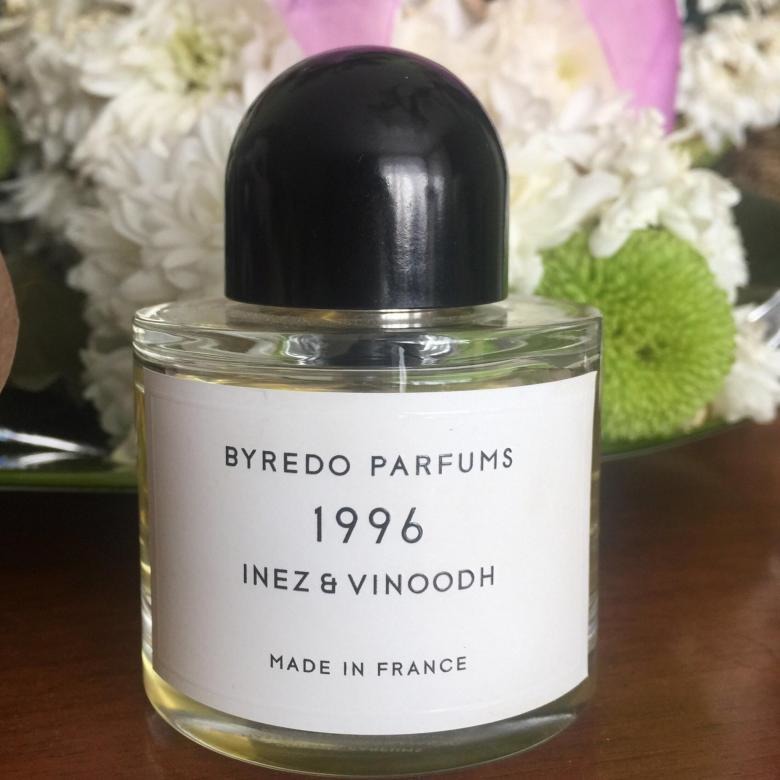 BYREDO PARFUMS
1996
INEZ & VINOODH
MADE IN FRANCE